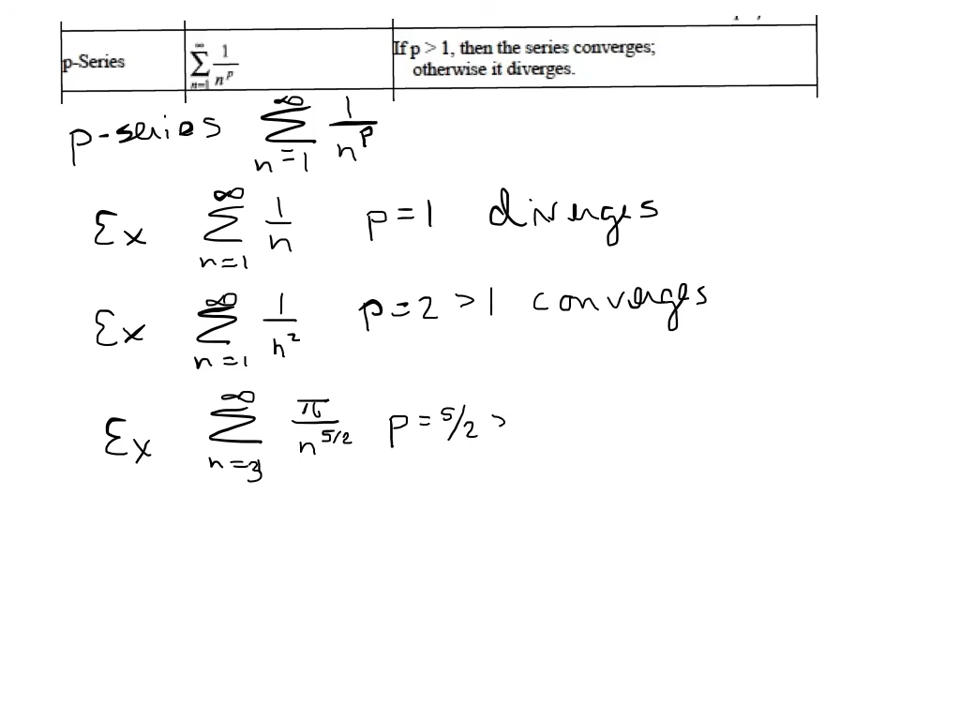 p-Series ∞ ∑ n=1 1/n^p If p > 1, then the series converges; otherwise it diverges.
p-series ∞ ∑ n=1 1/n^p
Ex ∞ ∑ n=1 1/n p=1 diverges
Ex ∞ ∑ n=1 1/n² p=2 >1 converges
Ex ∞ ∑ n=3 π/n^5/2 p=5/2 >